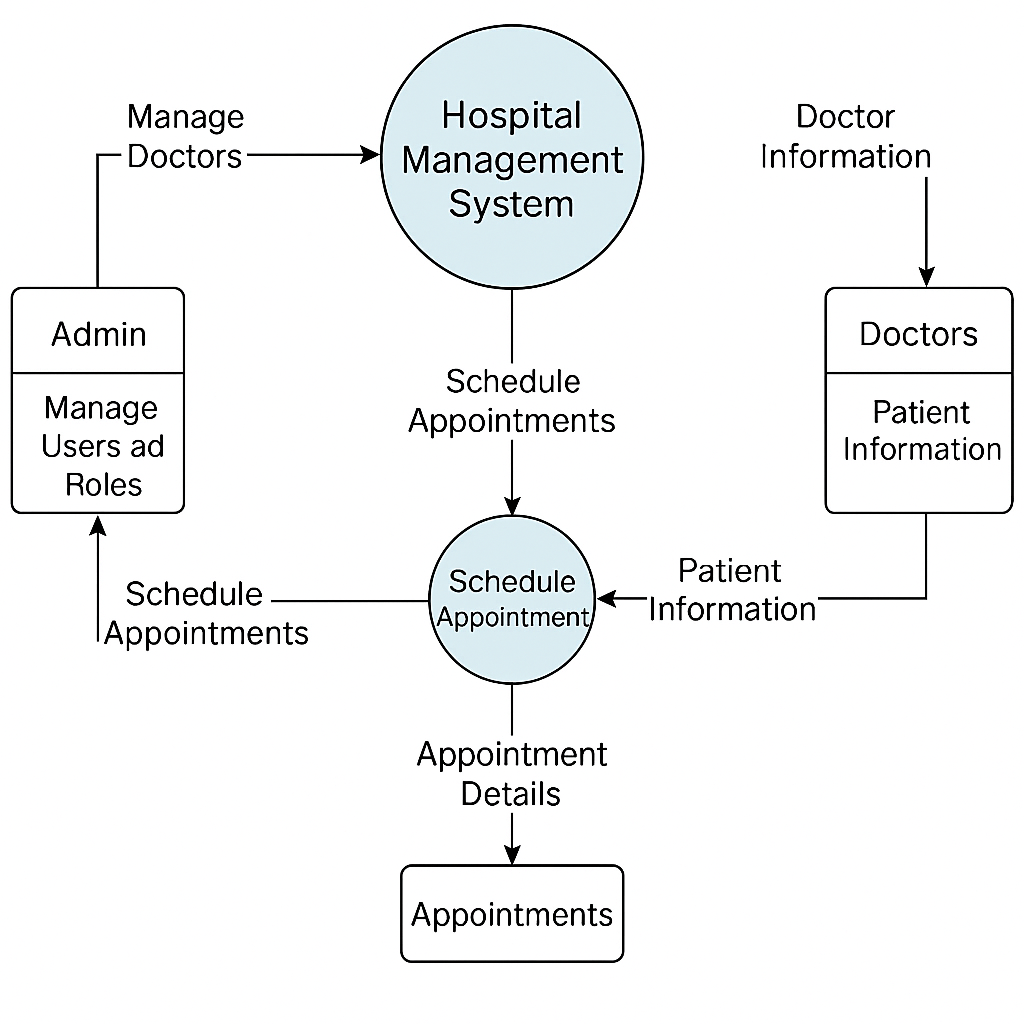 Hospital
Management
System
Manage
Doctors
Doctor
Information
Admin
Manage
Users ad
Roles
Schedule
Appointments
Doctors
Patient
Information
Schedule
Appointments
Schedule
Appointment
Patient
Information
Appointment
Details
Appointments